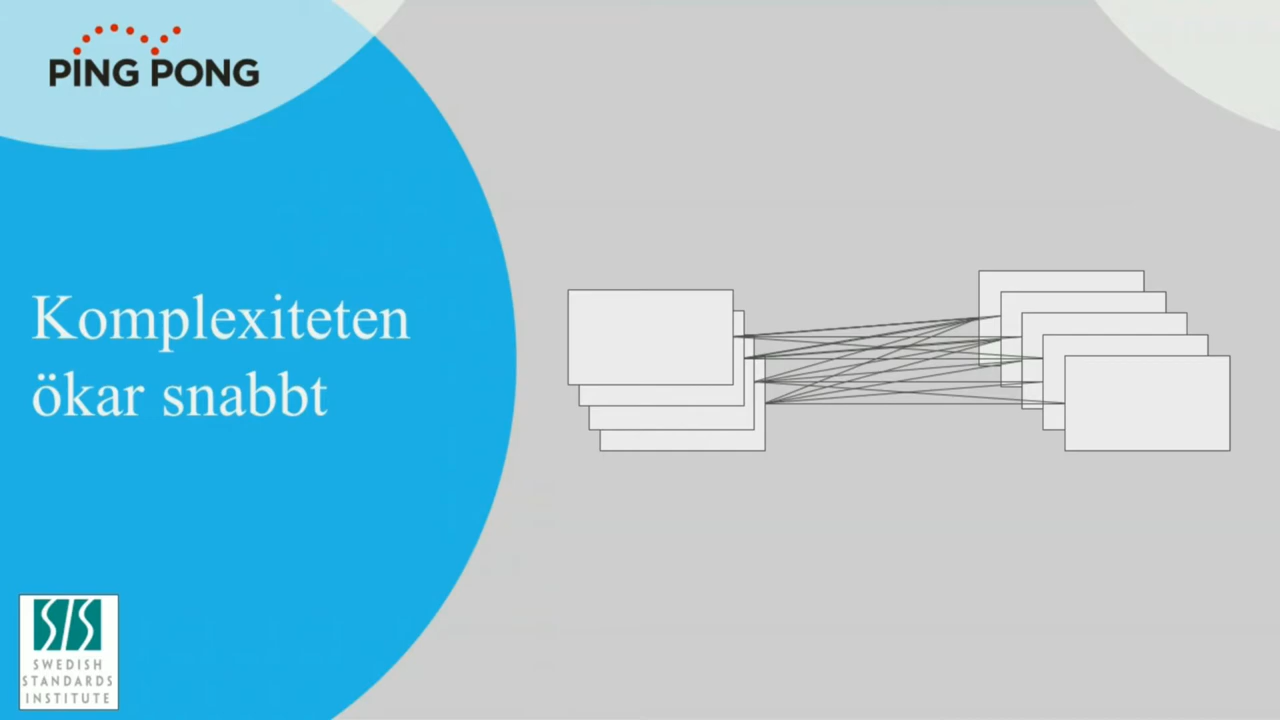 PING PONG
Komplexiteten
ökar snabbt
SIS
SWEDISH
STANDARDS
INSTITUTE